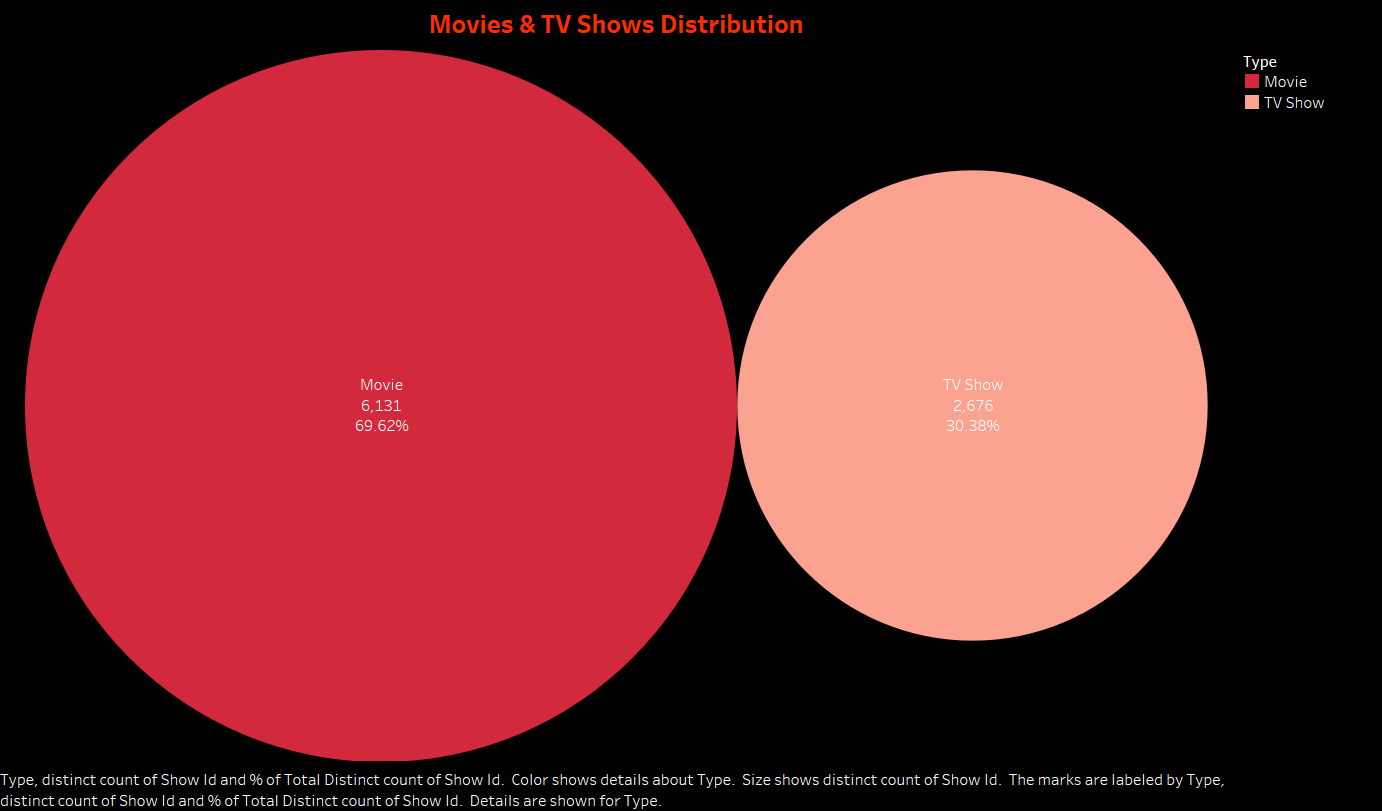 Movies & TV Shows Distribution
Type
Movie
TV Show
Movie
6,131
69.62%
TV Show
2,676
30.38%
Type, distinct count of Show Id and % of Total Distinct count of Show Id.  Color shows details about Type.  Size shows distinct count of Show Id.  The marks are labeled by Type,
distinct count of Show Id and % of Total Distinct count of Show Id.  Details are shown for Type.